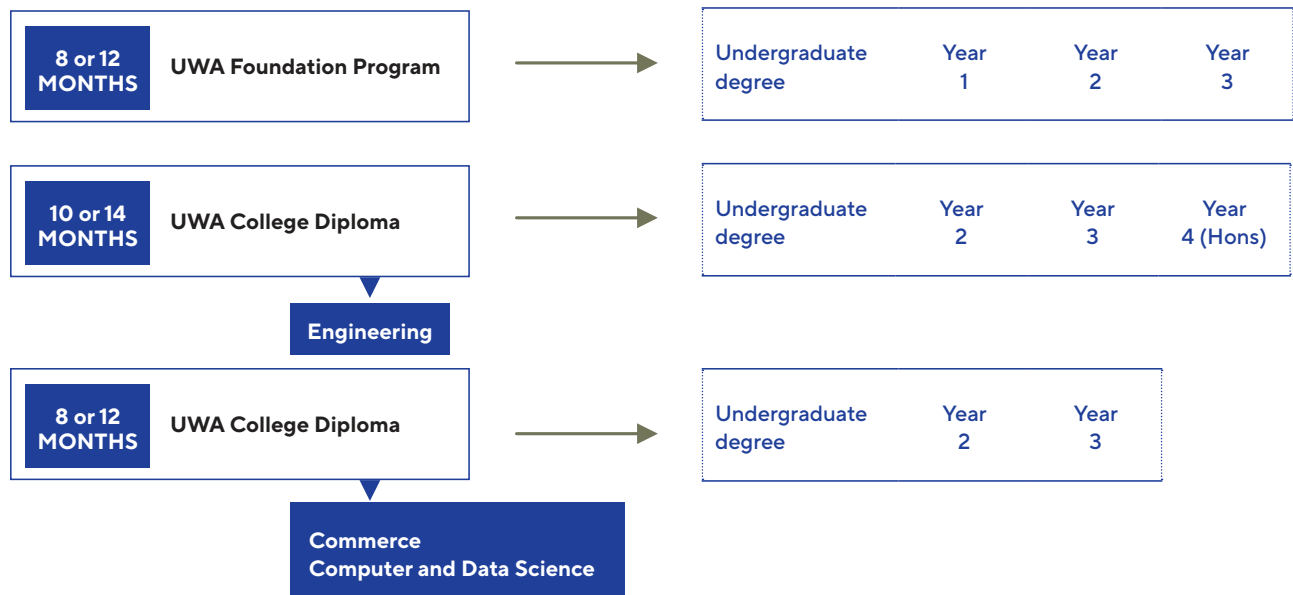 8 or 12
MONTHS
UWA Foundation Program
Undergraduate
degree
Year
1
Year
2
Year
3
10 or 14
MONTHS
UWA College Diploma
Undergraduate
degree
Year
2
Year
3
Year
4 (Hons)
Engineering
8 or 12
MONTHS
UWA College Diploma
Undergraduate
degree
Year
2
Year
3
Commerce
Computer and Data Science